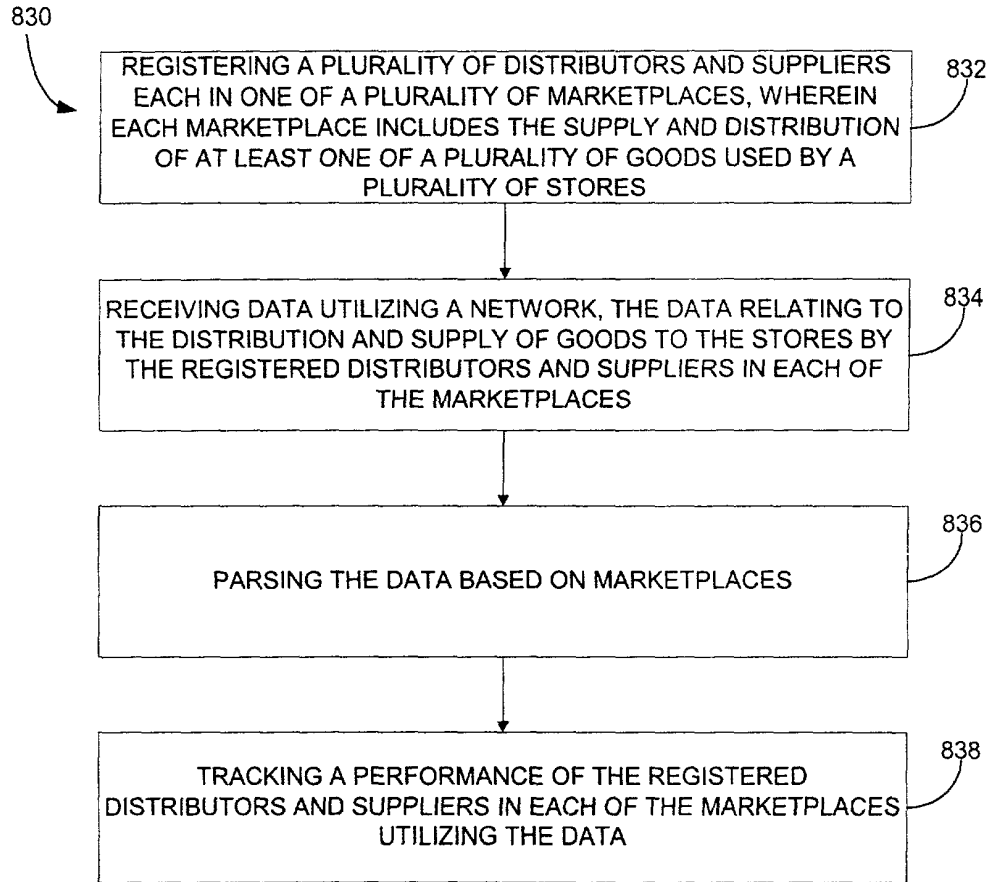 830
REGISTERING A PLURALITY OF DISTRIBUTORS AND SUPPLIERS
EACH IN ONE OF A PLURALITY OF MARKETPLACES, WHEREIN
EACH MARKETPLACE INCLUDES THE SUPPLY AND DISTRIBUTION
OF AT LEAST ONE OF A PLURALITY OF GOODS USED BY A
PLURALITY OF STORES
832
RECEIVING DATA UTILIZING A NETWORK, THE DATA RELATING TO
THE DISTRIBUTION AND SUPPLY OF GOODS TO THE STORES BY
THE REGISTERED DISTRIBUTORS AND SUPPLIERS IN EACH OF
THE MARKETPLACES
834
PARSING THE DATA BASED ON MARKETPLACES
836
TRACKING A PERFORMANCE OF THE REGISTERED
DISTRIBUTORS AND SUPPLIERS IN EACH OF THE MARKETPLACES
UTILIZING THE DATA
838